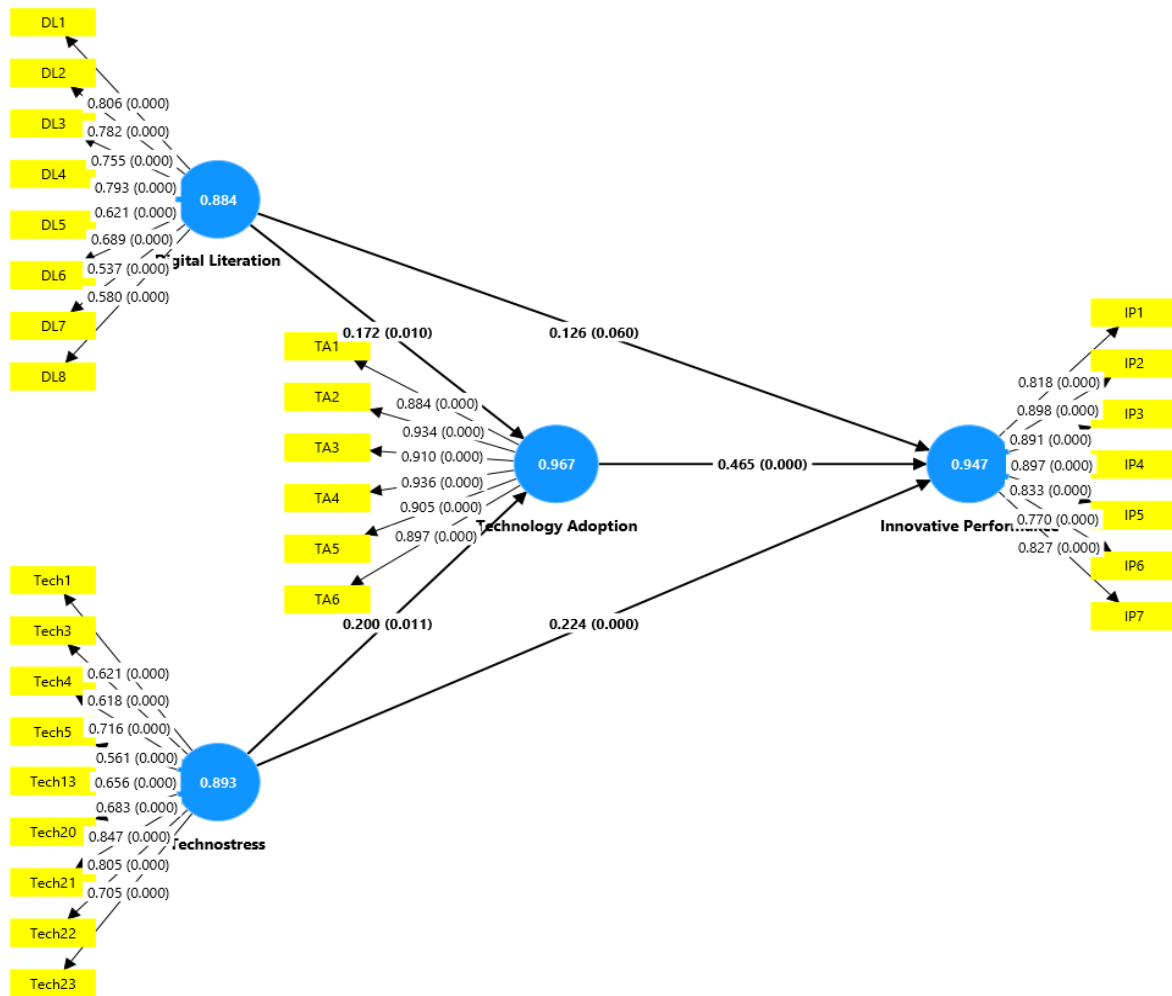 DL1
DL2
DL3
DL4
DL5
DL6
DL7
DL8
0.806 (0.000)
0.782 (0.000)
0.755 (0.000)
0.793 (0.000)
0.621 (0.000)
0.689 (0.000)
0.537 (0.000)
0.580 (0.000)
0.884
Digital Literation
0.172 (0.010)
0.126 (0.060)
TA1
TA2
TA3
TA4
TA5
TA6
0.884 (0.000)
0.934 (0.000)
0.910 (0.000)
0.936 (0.000)
0.905 (0.000)
0.897 (0.000)
0.967
Technology Adoption
0.465 (0.000)
0.947
Innovative Performance
0.818 (0.000)
0.898 (0.000)
0.891 (0.000)
0.897 (0.000)
0.833 (0.000)
0.770 (0.000)
0.827 (0.000)
IP1
IP2
IP3
IP4
IP5
IP6
IP7
0.200 (0.011)
0.224 (0.000)
Tech1
Tech3
Tech4
Tech5
Tech13
Tech20
Tech21
Tech22
Tech23
0.621 (0.000)
0.618 (0.000)
0.716 (0.000)
0.561 (0.000)
0.656 (0.000)
0.683 (0.000)
0.847 (0.000)
0.805 (0.000)
0.705 (0.000)
0.893
Technostress